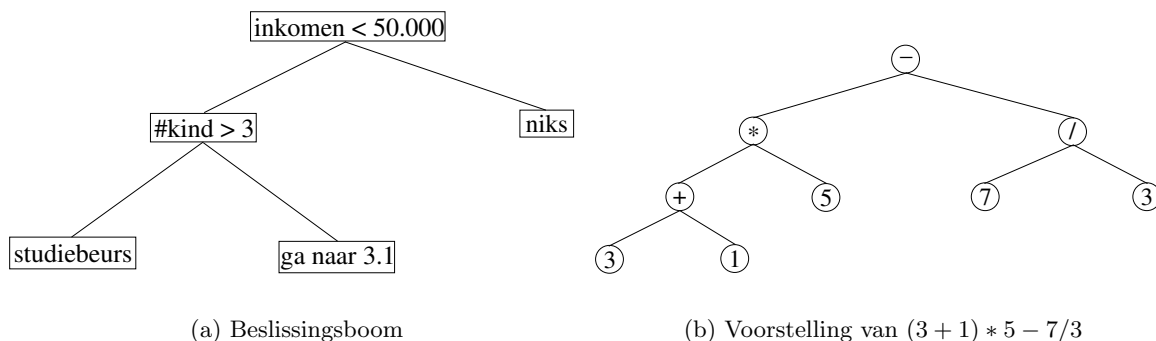 inkomen < 50.000
#kind > 3
niks
studiebeurs
ga naar 3.1
(a) Beslissingsboom
−
*
/
+
5
7
3
3
1
(b) Voorstelling van (3 + 1) ∗ 5 − 7/3